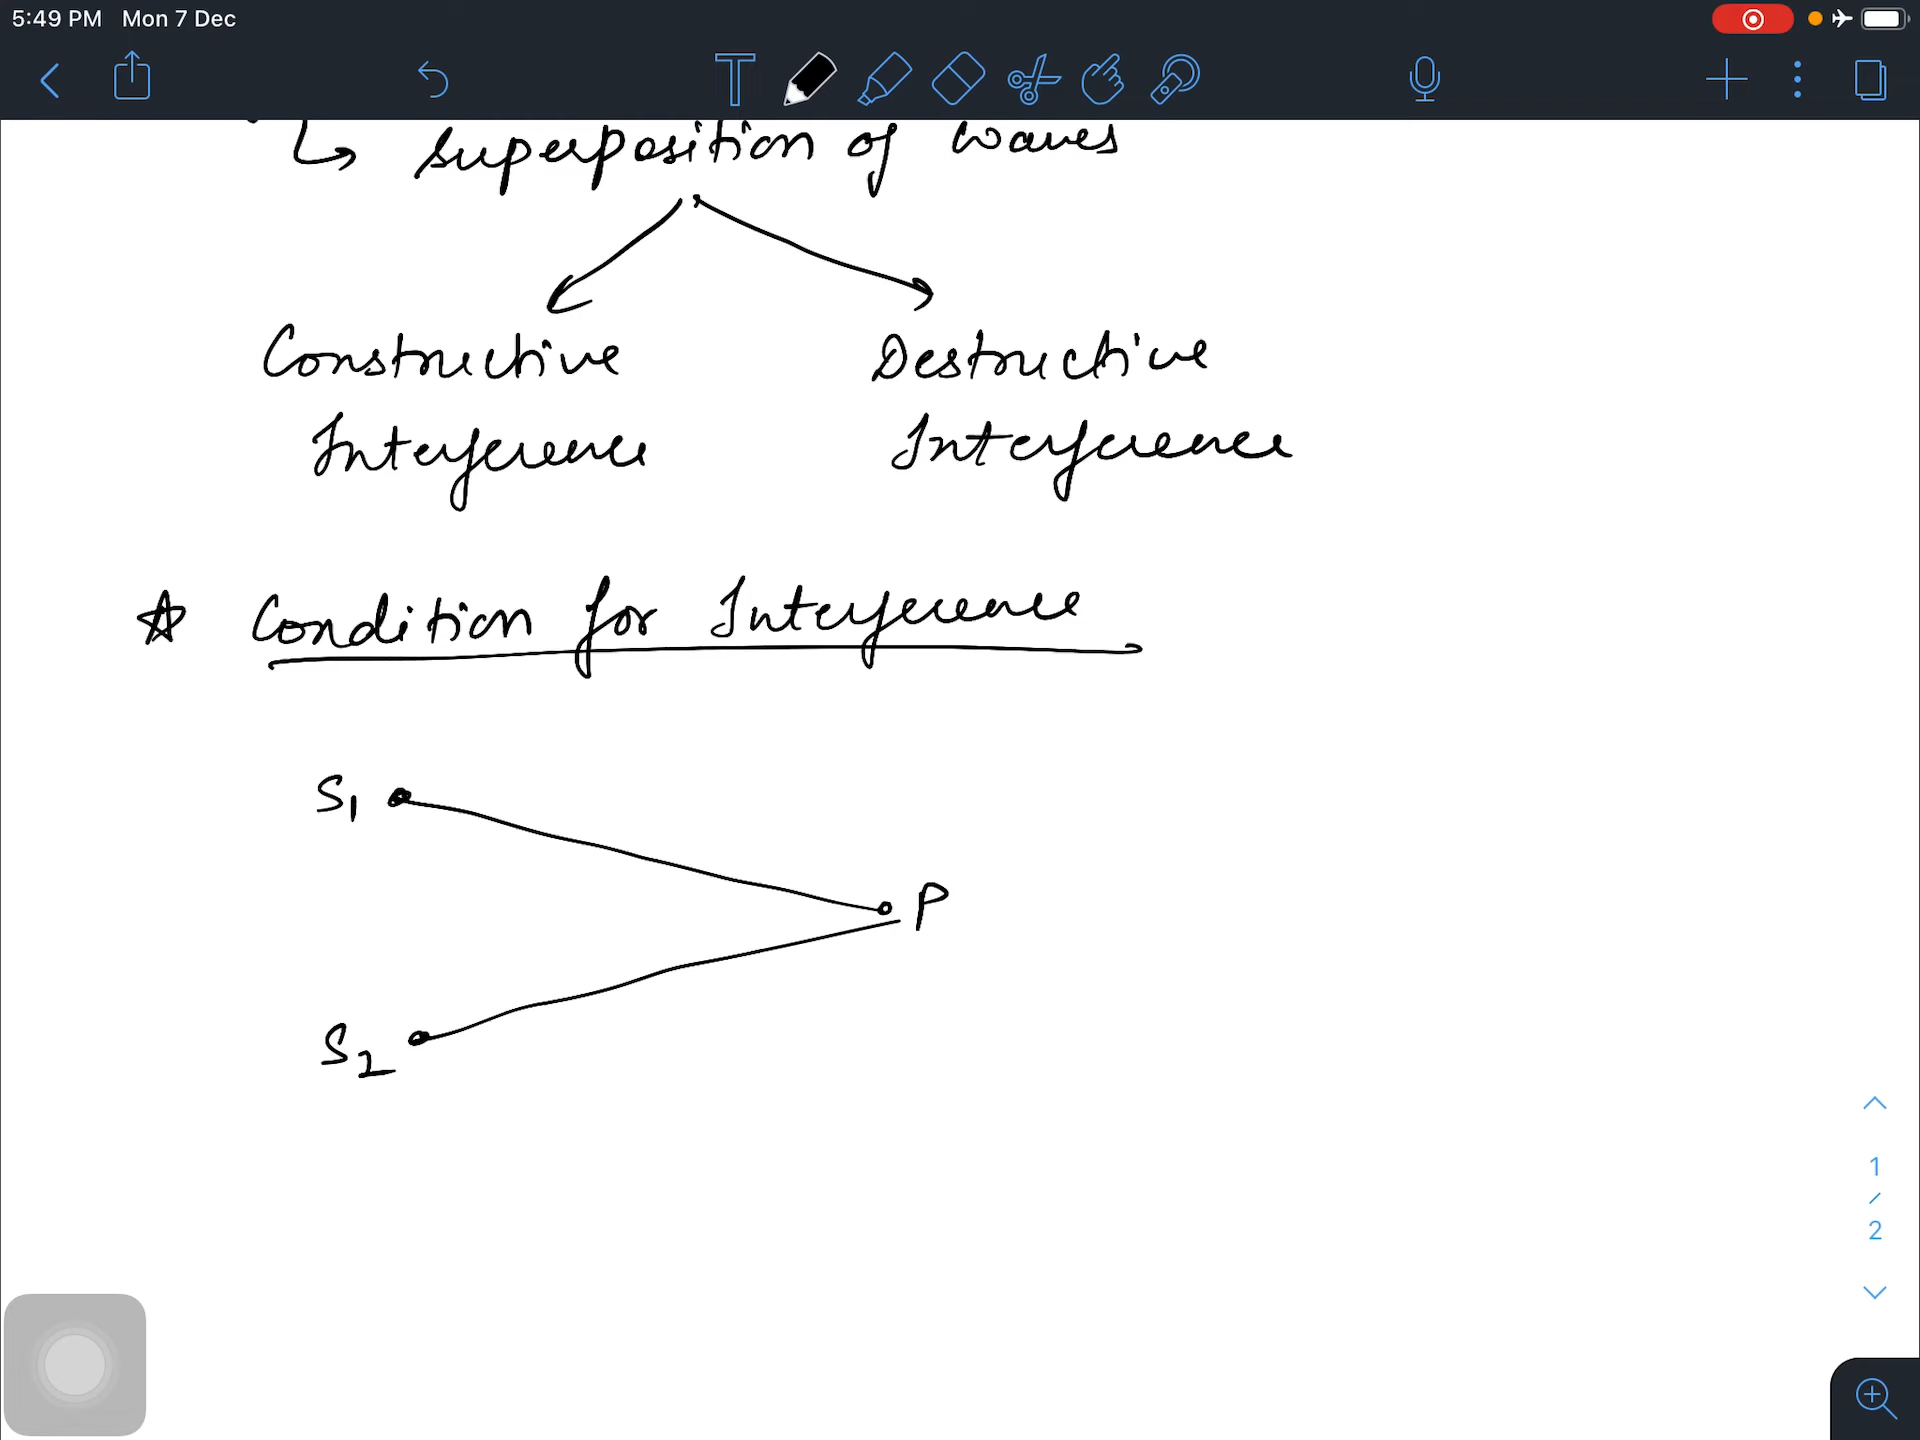 5:49 PM Mon 7 Dec
superposition of waves
Constructive Destructive
Interference Interference
Condition for Interference
S1
P
S2
1
/
2